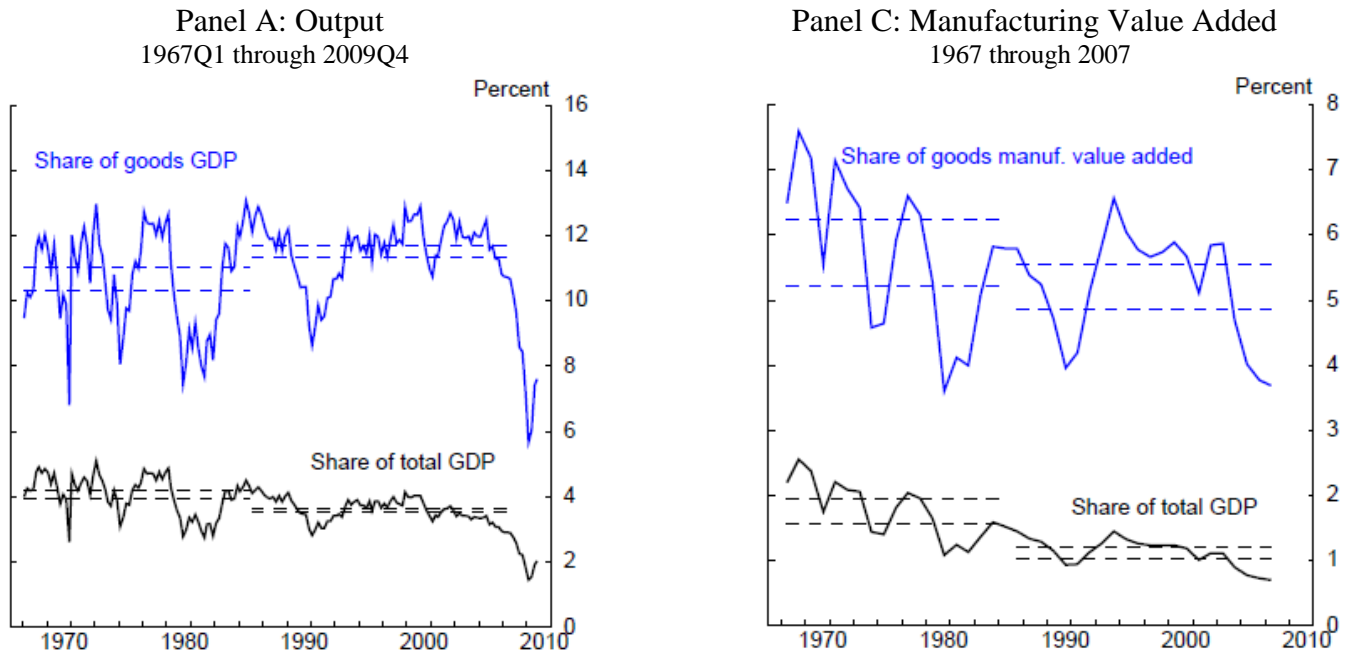 Panel A: Output
1967Q1 through 2009Q4
Percent
16
Share of goods GDP
14
12
10
8
6
Share of total GDP
4
2
0
1970 1980 1990 2000 2010
Panel C: Manufacturing Value Added
1967 through 2007
Percent
8
Share of goods manuf. value added
7
6
5
4
3
2
Share of total GDP
1
0
1970 1980 1990 2000 2010